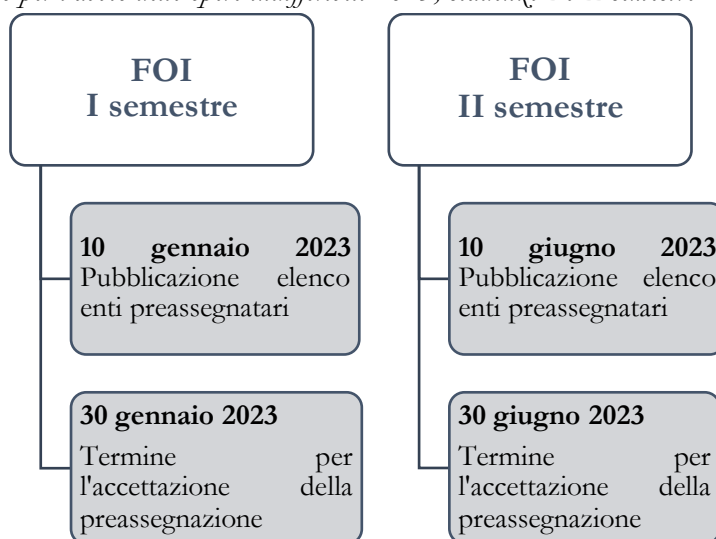 FOI
I semestre
10 gennaio 2023
Pubblicazione elenco
enti preassegnatari
30 gennaio 2023
Termine per
l'accettazione della
preassegnazione
FOI
II semestre
10 giugno 2023
Pubblicazione elenco
enti preassegnatari
30 giugno 2023
Termine per
l'accettazione della
preassegnazione